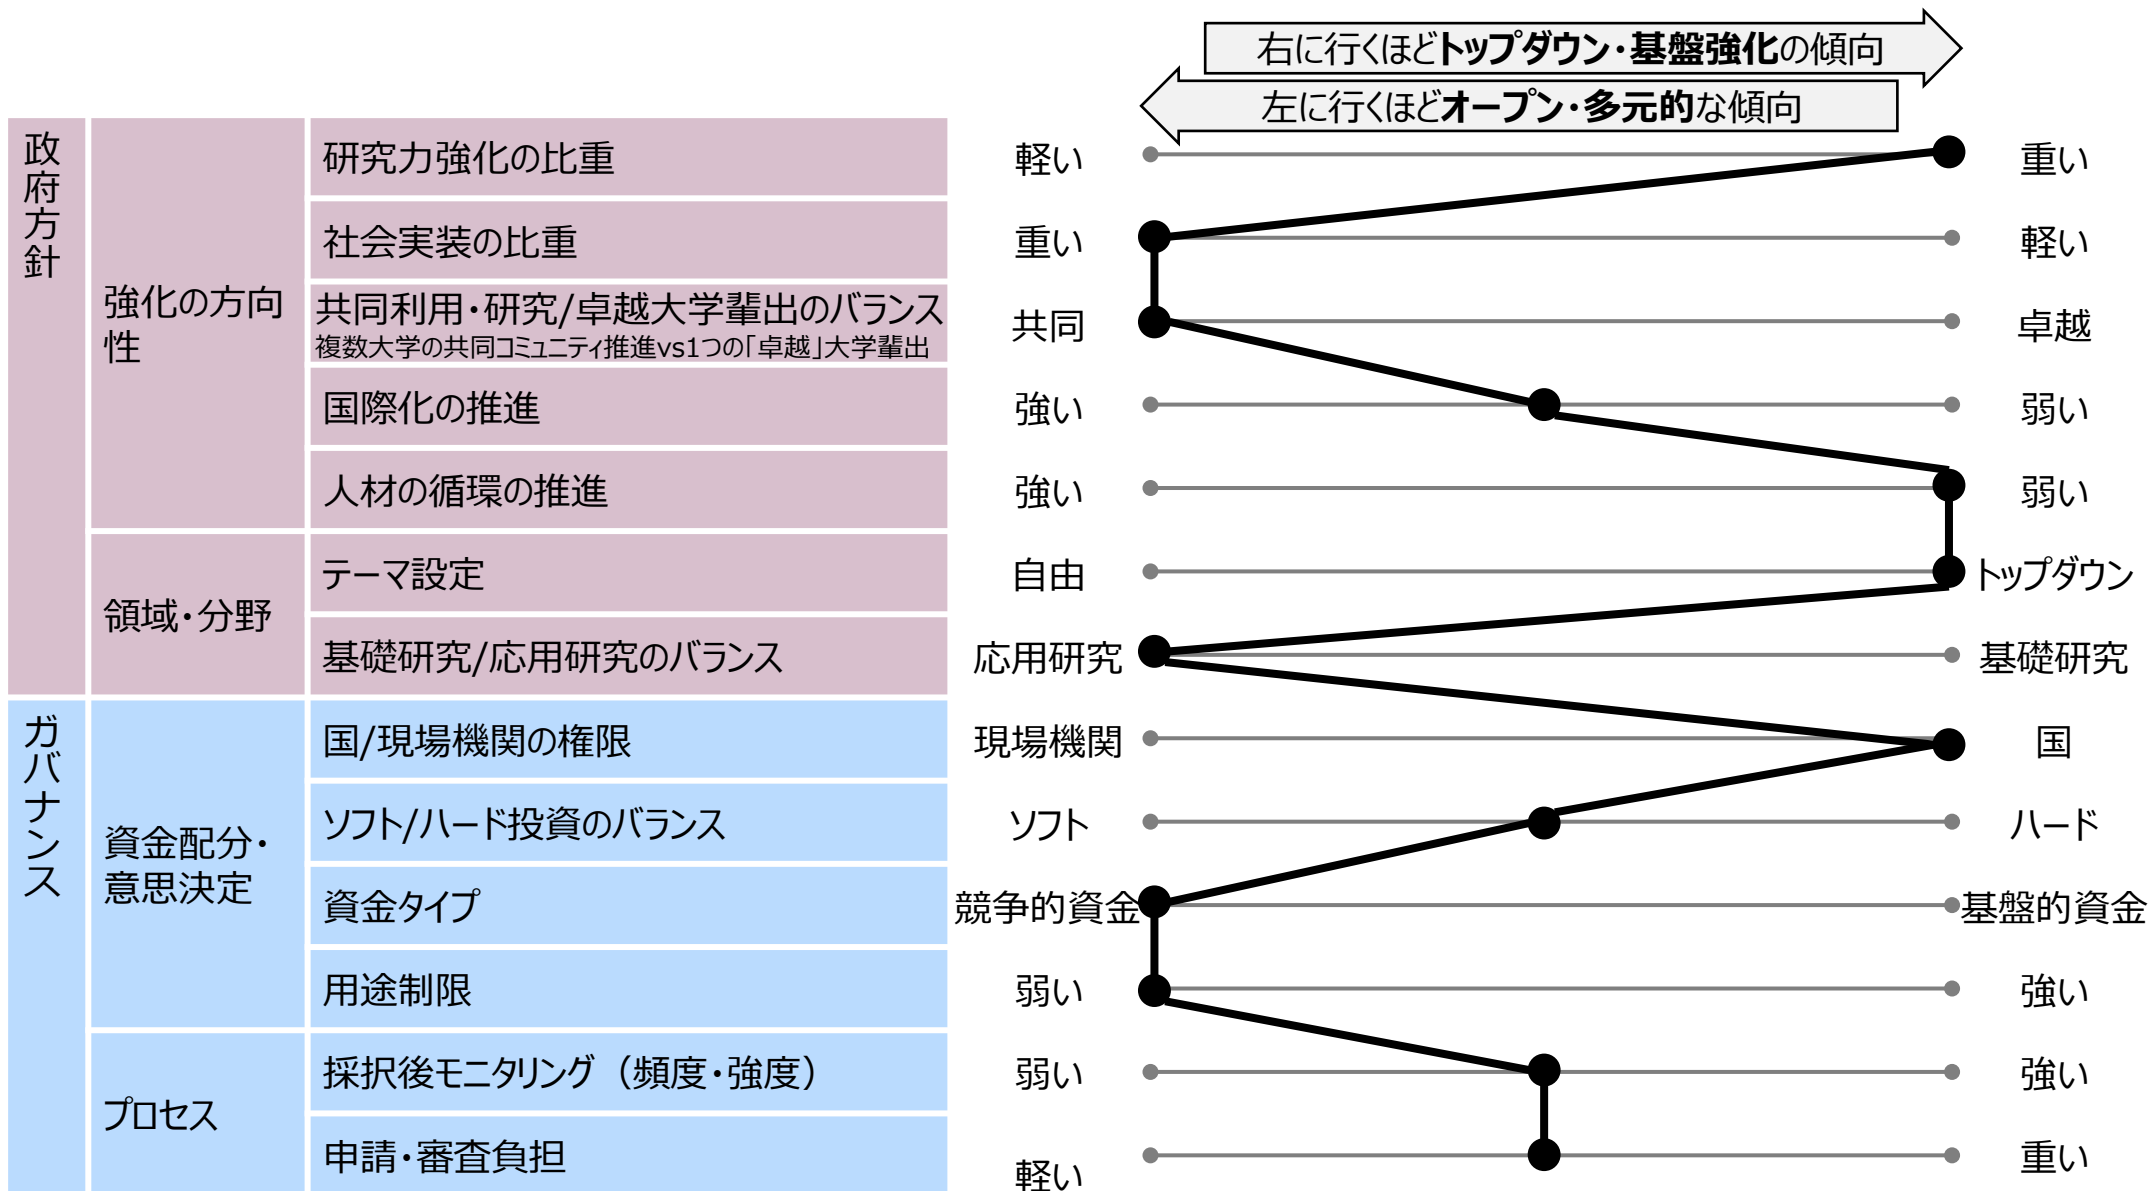 右に行くほどトップダウン・基盤強化の傾向
左に行くほどオープン・多元的な傾向
政府方針
強化の方向
性
研究力強化の比重
軽い
重い
社会実装の比重
重い
軽い
共同利用・研究/卓越大学輩出のバランス
複数大学の共同コミュニティ推進vs1つの「卓越」大学輩出
共同
卓越
国際化の推進
強い
弱い
人材の循環の推進
強い
弱い
領域・分野
テーマ設定
自由
トップダウン
基礎研究/応用研究のバランス
応用研究
基礎研究
ガバナンス
資金配分・
意思決定
国/現場機関の権限
現場機関
国
ソフト/ハード投資のバランス
ソフト
ハード
資金タイプ
競争的資金
基盤的資金
用途制限
弱い
強い
プロセス
採択後モニタリング（頻度・強度）
弱い
強い
申請・審査負担
軽い
重い